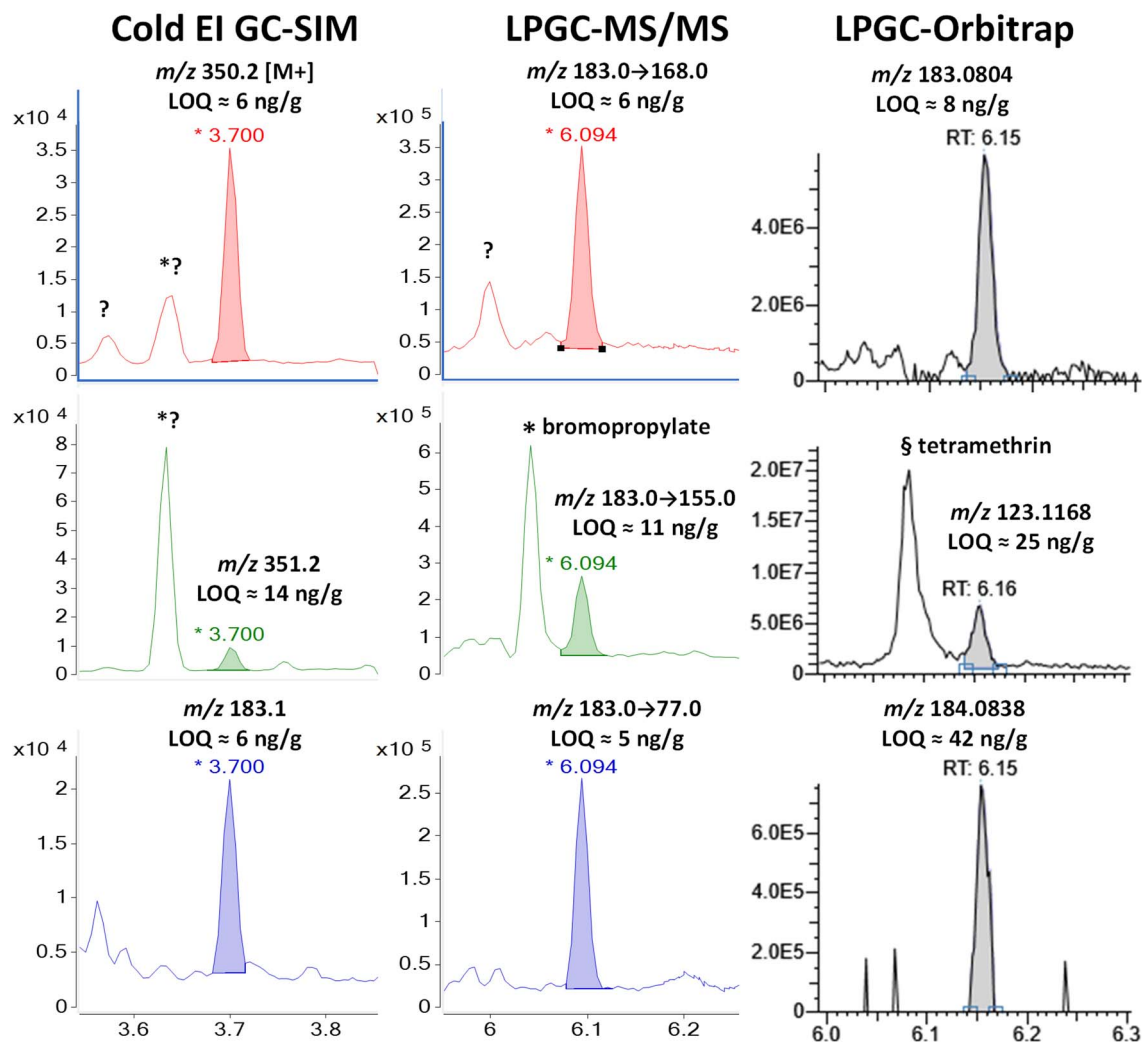 Cold EI GC-SIM
LPGC-MS/MS
LPGC-Orbitrap
m/z 350.2 [M+]
LOQ ≈ 6 ng/g
x10 4
* 3.700
3.5
3
2.5
2
1.5
1
0.5
0
?
*?
m/z 183.0→168.0
LOQ ≈ 6 ng/g
x10 5
* 6.094
3.5
3
2.5
2
1.5
1
0.5
0
?
m/z 183.0804
LOQ ≈ 8 ng/g
RT: 6.15
4.0E6
2.0E6
0
x10 4
*?
8
7
6
5
4
3
2
1
0
m/z 351.2
LOQ ≈ 14 ng/g
* 3.700
x10 5
* bromopropylate
6
5
4
3
2
1
0
m/z 183.0→155.0
LOQ ≈ 11 ng/g
* 6.094
§ tetramethrin
2.0E7
1.5E7
1.0E7
5.0E6
0
m/z 123.1168
LOQ ≈ 25 ng/g
RT: 6.16
m/z 183.1
LOQ ≈ 6 ng/g
x10 4
* 3.700
2
1.5
1
0.5
0
3.6
3.7
3.8
m/z 183.0→77.0
LOQ ≈ 5 ng/g
x10 5
* 6.094
2.5
2
1.5
1
0.5
0
6
6.1
6.2
m/z 184.0838
LOQ ≈ 42 ng/g
RT: 6.15
6.0E5
4.0E5
2.0E5
0
6.0
6.1
6.2
6.3